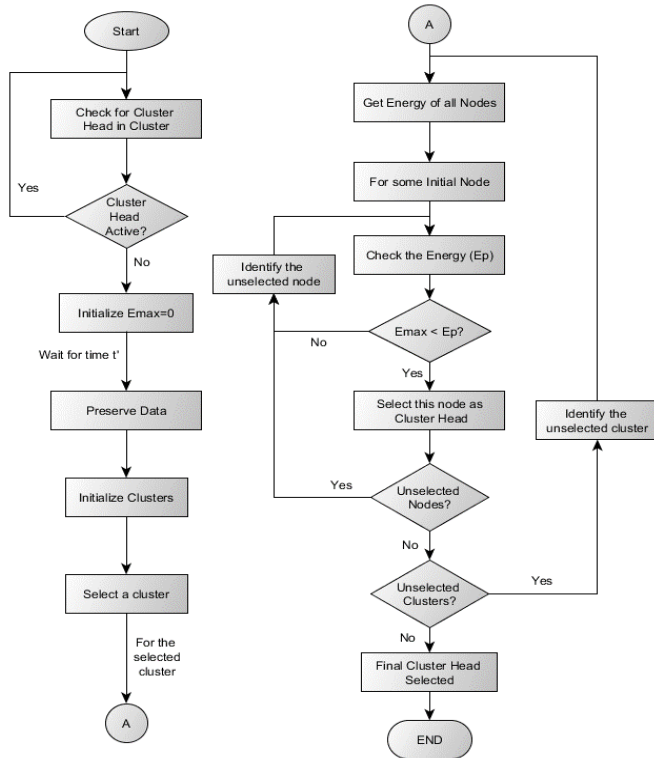 Start
Check for Cluster
Head in Cluster
Yes
Cluster
Head
Active?
No
Initialize Emax=0
Wait for time t'
Preserve Data
Initialize Clusters
Select a cluster
For the
selected
cluster
A
A
Get Energy of all Nodes
For some Initial Node
Check the Energy (Ep)
Identify the
unselected node
Emax < Ep?
No
Yes
Select this node as
Cluster Head
Identify the
unselected cluster
Unselected
Nodes?
Yes
No
Unselected
Clusters?
Yes
No
Final Cluster Head
Selected
END